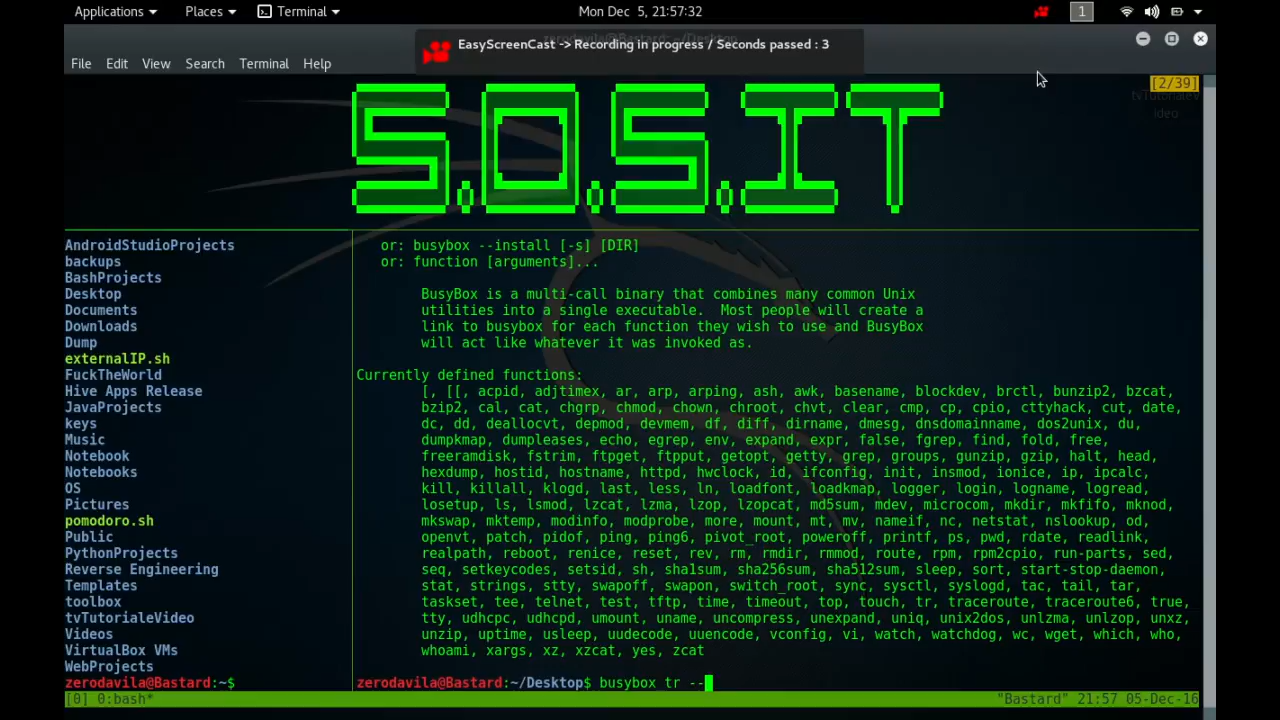 Applications Places Terminal Mon Dec 5, 21:57:32 1
EasyScreenCast -> Recording in progress / Seconds passed : 3
File Edit View Search Terminal Help
[2/39]
tvTutorialeV
ideo
S.O.S.IT
AndroidStudioProjects
backups
BashProjects
Desktop
Documents
Downloads
Dump
externalIP.sh
FuckTheWorld
Hive Apps Release
JavaProjects
keys
Music
Notebook
Notebooks
OS
Pictures
pomodoro.sh
Public
PythonProjects
Reverse Engineering
Templates
toolbox
tvTutorialeVideo
Videos
VirtualBox VMs
WebProjects
zerodavila@Bastard:~$
or: busybox --install [-s] [DIR]
or: function [arguments]...
BusyBox is a multi-call binary that combines many common Unix
utilities into a single executable.  Most people will create a
link to busybox for each function they wish to use and BusyBox
will act like whatever it was invoked as.
Currently defined functions:
[, [[, acpid, adjtimex, ar, arp, arping, ash, awk, basename, blockdev, brctl, bunzip2, bzcat,
bzip2, cal, cat, chgrp, chmod, chown, chroot, chvt, clear, cmp, cp, cpio, cttyhack, cut, date,
dc, dd, deallocvt, depmod, devmem, df, diff, dirname, dmesg, dnsdomainname, dos2unix, du,
dumpkmap, dumpleases, echo, egrep, env, expand, expr, false, fgrep, find, fold, free,
freeramdisk, fstrim, ftpget, ftpput, getopt, getty, grep, groups, gunzip, gzip, halt, head,
hexdump, hostid, hostname, httpd, hwclock, id, ifconfig, init, insmod, ionice, ip, ipcalc,
kill, killall, klogd, last, less, ln, loadfont, loadkmap, logger, login, logname, logread,
losetup, ls, lsmod, lzcat, lzma, lzop, lzopcat, md5sum, mdev, microcom, mkdir, mkfifo, mknod,
mkswap, mktemp, modinfo, modprobe, more, mount, mt, mv, nameif, nc, netstat, nslookup, od,
openvt, patch, pidof, ping, ping6, pivot_root, poweroff, printf, ps, pwd, rdate, readlink,
realpath, reboot, renice, reset, rev, rm, rmdir, rmmod, route, rpm, rpm2cpio, run-parts, sed,
seq, setkeycodes, setsid, sh, sha1sum, sha256sum, sha512sum, sleep, sort, start-stop-daemon,
stat, strings, stty, swapoff, swapon, switch_root, sync, sysctl, syslogd, tac, tail, tar,
taskset, tee, telnet, test, tftp, time, timeout, top, touch, tr, traceroute, traceroute6, true,
tty, udhcpc, udhcpd, umount, uname, uncompress, unexpand, uniq, unix2dos, unlzma, unlzop, unxz,
unzip, uptime, usleep, uudecode, uuencode, vconfig, vi, watch, watchdog, wc, wget, which, who,
whoami, xargs, xz, xzcat, yes, zcat
zerodavila@Bastard:~/Desktop$ busybox tr --
[0] 0:bash* "Bastard" 21:57 05-Dec-16